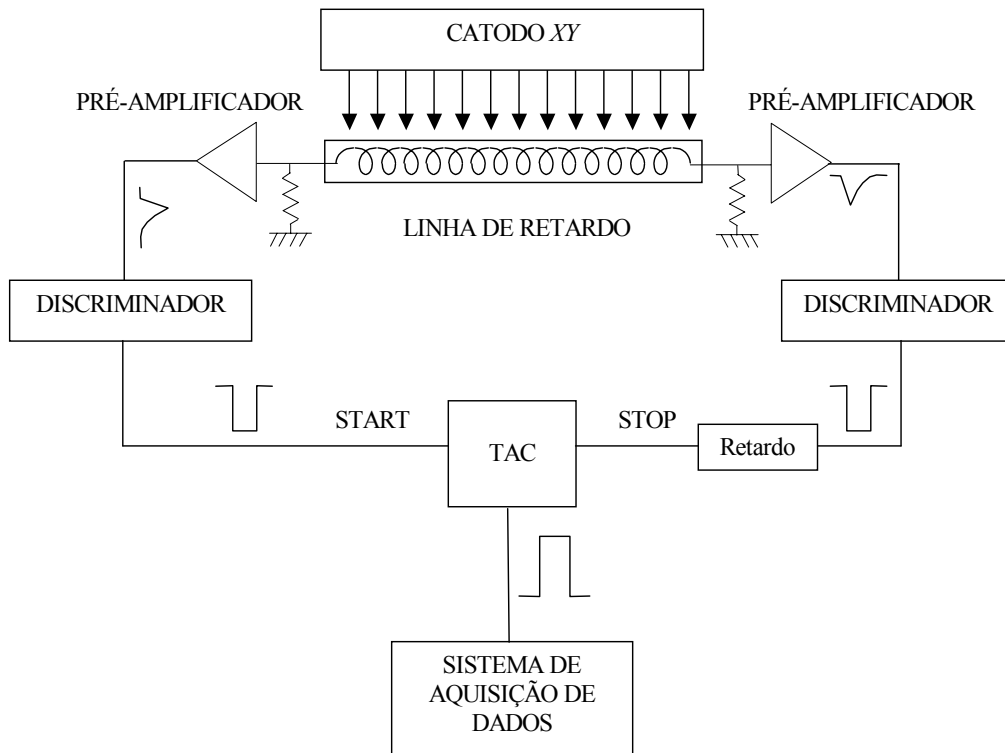 CATODO XY
PRÉ-AMPLIFICADOR
PRÉ-AMPLIFICADOR
LINHA DE RETARDO
DISCRIMINADOR
DISCRIMINADOR
START
STOP
TAC
Retardo
SISTEMA DE
AQUISIÇÃO DE
DADOS